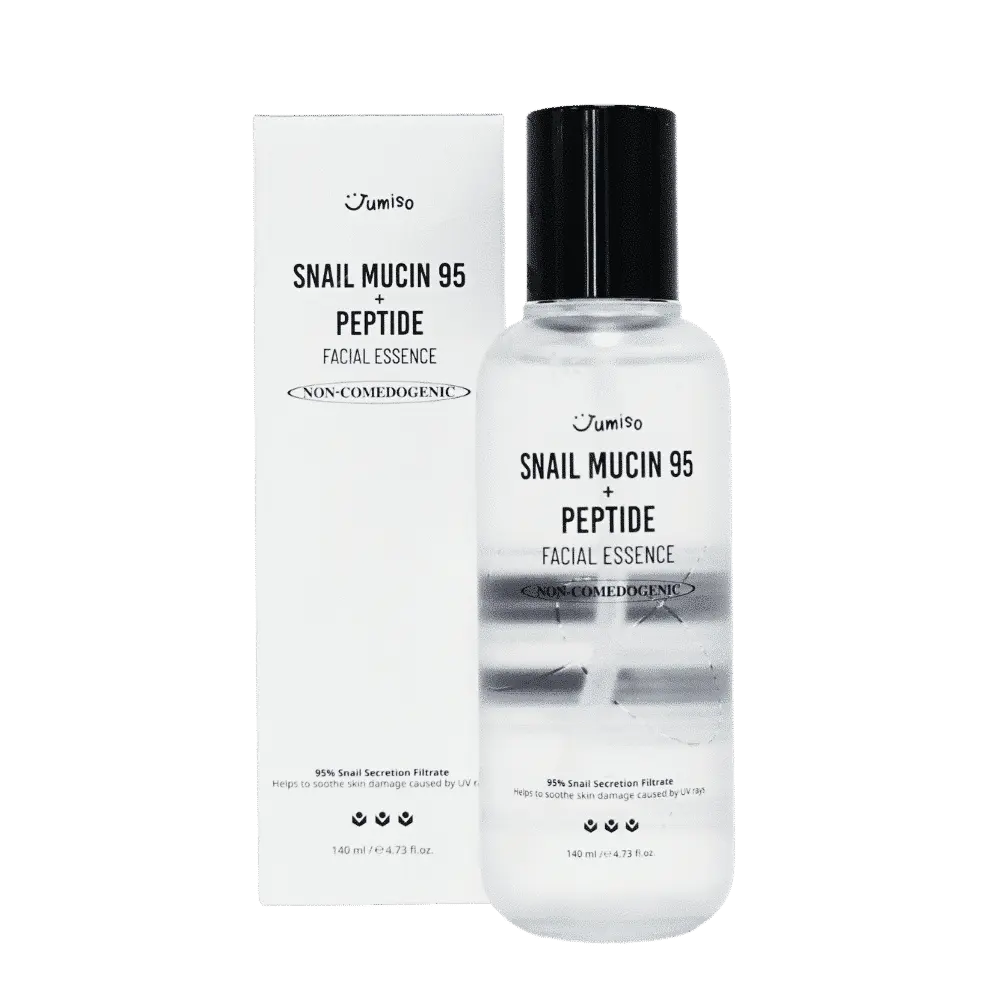 Jumiso
SNAIL MUCIN 95
+
PEPTIDE
FACIAL ESSENCE
NON-COMEDOGENIC
95% Snail Secretion Filtrate
Helps to soothe skin damage caused by UV
140 ml / ℮ 4.73 fl.oz.
Jumiso
SNAIL MUCIN 95
+
PEPTIDE
FACIAL ESSENCE
NON-COMEDOGENIC
95% Snail Secretion Filtrate
Helps to soothe skin damage caused by UV rays
140 ml / ℮ 4.73 fl.oz.